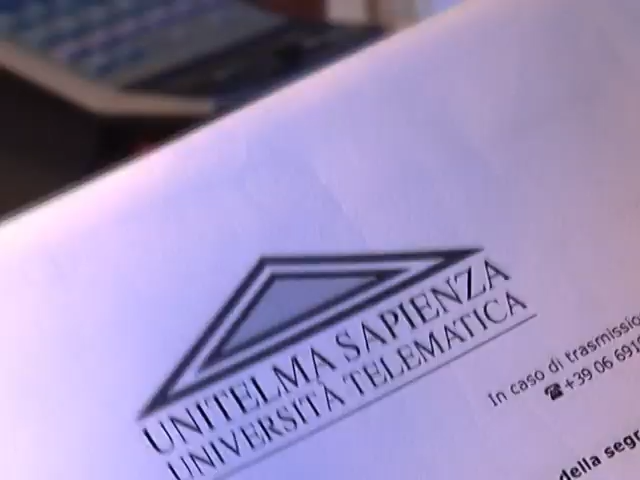 UNITELMA SAPIENZA
UNIVERSITÀ TELEMATICA
In caso di trasmissio
☎+39 06 691
della segr